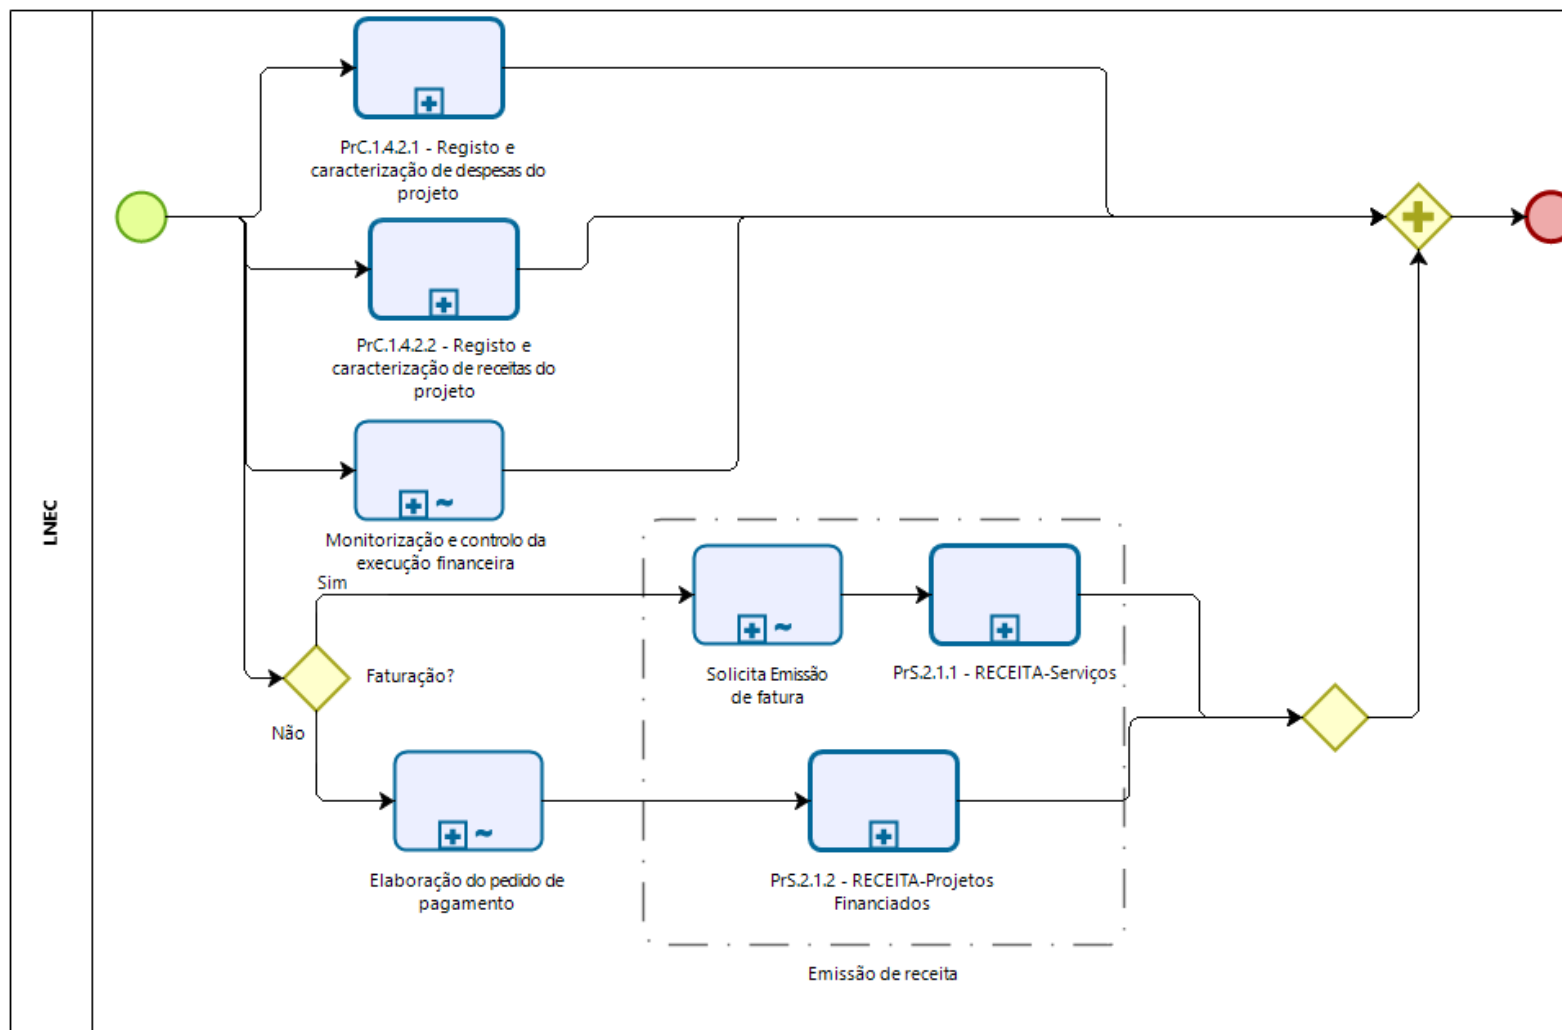 LNEC
PrC.1.4.2.1 - Registo e
caracterização de despesas do
projeto
PrC.1.4.2.2 - Registo e
caracterização de receitas do
projeto
Monitorização e controlo da
execução financeira
Sim
Faturação?
Não
Solicita Emissão
de fatura
PrS.2.1.1 - RECEITA-Serviços
Elaboração do pedido de
pagamento
PrS.2.1.2 - RECEITA-Projetos
Financiados
Emissão de receita